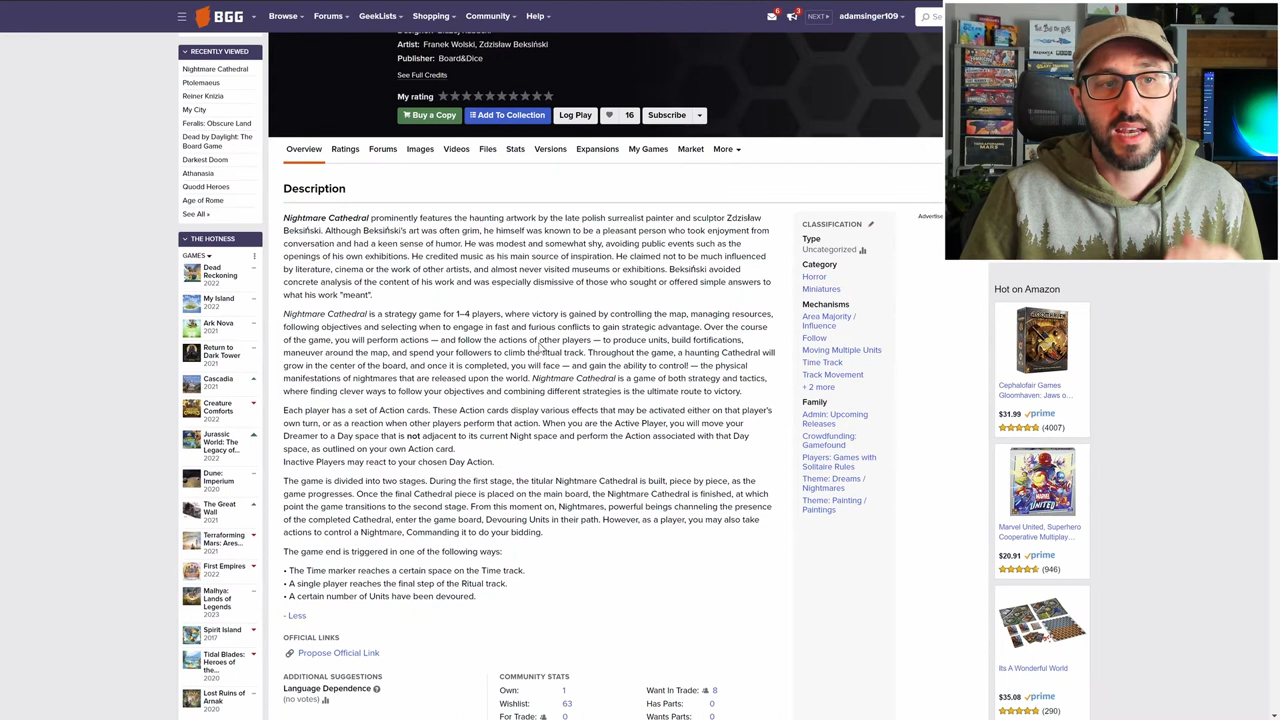 BGG
Browse
Forums
GeekLists
Shopping
Community
Help
6
3
NEXT
adamsinger109
Se
RECENTLY VIEWED
Nightmare Cathedral
Ptolemaeus
Reiner Knizia
My City
Feralis: Obscure Land
Dead by Daylight: The
Board Game
Darkest Doom
Athanasia
Quodd Heroes
Age of Rome
See All »
THE HOTNESS
GAMES
Dead
Reckoning
2022
My Island
2022
Ark Nova
2021
Return to
Dark Tower
2021
Cascadia
2021
Creature
Comforts
2022
Jurassic
World: The
Legacy of...
2022
Dune:
Imperium
2020
The Great
Wall
2021
Terraforming
Mars: Ares...
2021
First Empires
2022
Malhya:
Lands of
Legends
2023
Spirit Island
2017
Tidal Blades:
Heroes of
the...
2020
Lost Ruins of
Arnak
2020
Artist: Franek Wolski, Zdzisław Beksiński
Publisher: Board&Dice
See Full Credits
My rating
Buy a Copy
Add To Collection
Log Play
16
Subscribe
Overview
Ratings
Forums
Images
Videos
Files
Stats
Versions
Expansions
My Games
Market
More
Description
Nightmare Cathedral prominently features the haunting artwork by the late polish surrealist painter and sculptor Zdzisław
Beksiński. Although Beksiński's art was often grim, he himself was known to be a pleasant person who took enjoyment from
conversation and had a keen sense of humor. He was modest and somewhat shy, avoiding public events such as the
openings of his own exhibitions. He credited music as his main source of inspiration. He claimed not to be much influenced
by literature, cinema or the work of other artists, and almost never visited museums or exhibitions. Beksiński avoided
concrete analysis of the content of his work and was especially dismissive of those who sought or offered simple answers to
what his work "meant".
Nightmare Cathedral is a strategy game for 1–4 players, where victory is gained by controlling the map, managing resources,
following objectives and selecting when to engage in fast and furious conflicts to gain strategic advantage. Over the course
of the game, you will perform actions — and follow the actions of other players — to produce units, build fortifications,
maneuver around the map, and spend your followers to climb the ritual track. Throughout the game, a haunting Cathedral will
grow in the center of the board, and once it is completed, you will face — and gain the ability to control! — the physical
manifestations of nightmares that are released upon the world. Nightmare Cathedral is a game of both strategy and tactics,
where finding clever ways to follow your objectives and combining different strategies is the ultimate route to victory.
Each player has a set of Action cards. These Action cards display various effects that may be activated either on that player's
own turn, or as a reaction when other players perform that action. When you are the Active Player, you will move your
Dreamer to a Day space that is not adjacent to its current Night space and perform the Action associated with that Day
space, as outlined on your own Action card.
Inactive Players may react to your chosen Day Action.
The game is divided into two stages. During the first stage, the titular Nightmare Cathedral is built, piece by piece, as the
game progresses. Once the final Cathedral piece is placed on the main board, the Nightmare Cathedral is finished, at which
point the game transitions to the second stage. From this moment on, Nightmares, powerful beings channeling the presence
of the completed Cathedral, enter the game board, Devouring Units in their path. However, as a player, you may also take
actions to control a Nightmare, Commanding it to do your bidding.
The game end is triggered in one of the following ways:
• The Time marker reaches a certain space on the Time track.
• A single player reaches the final step of the Ritual track.
• A certain number of Units have been devoured.
- Less
OFFICIAL LINKS
Propose Official Link
ADDITIONAL SUGGESTIONS
Language Dependence
(no votes)
COMMUNITY STATS
Own: 1
Wishlist: 63
For Trade: 0
Want In Trade: 8
Has Parts: 0
Wants Parts: 0
CLASSIFICATION
Type
Uncategorized
Category
Horror
Miniatures
Mechanisms
Area Majority /
Influence
Follow
Moving Multiple Units
Time Track
Track Movement
+ 2 more
Family
Admin: Upcoming
Releases
Crowdfunding:
Gamefound
Players: Games with
Solitaire Rules
Theme: Dreams /
Nightmares
Theme: Painting /
Paintings
Advertise
Hot on Amazon
Cephalofair Games
Gloomhaven: Jaws o...
$31.99 prime
(4007)
MARVEL
UNITED
Marvel United, Superhero
Cooperative Multiplay...
$20.91 prime
(946)
Its A Wonderful World
$35.08 prime
(290)
TERRAFORMING
MARS